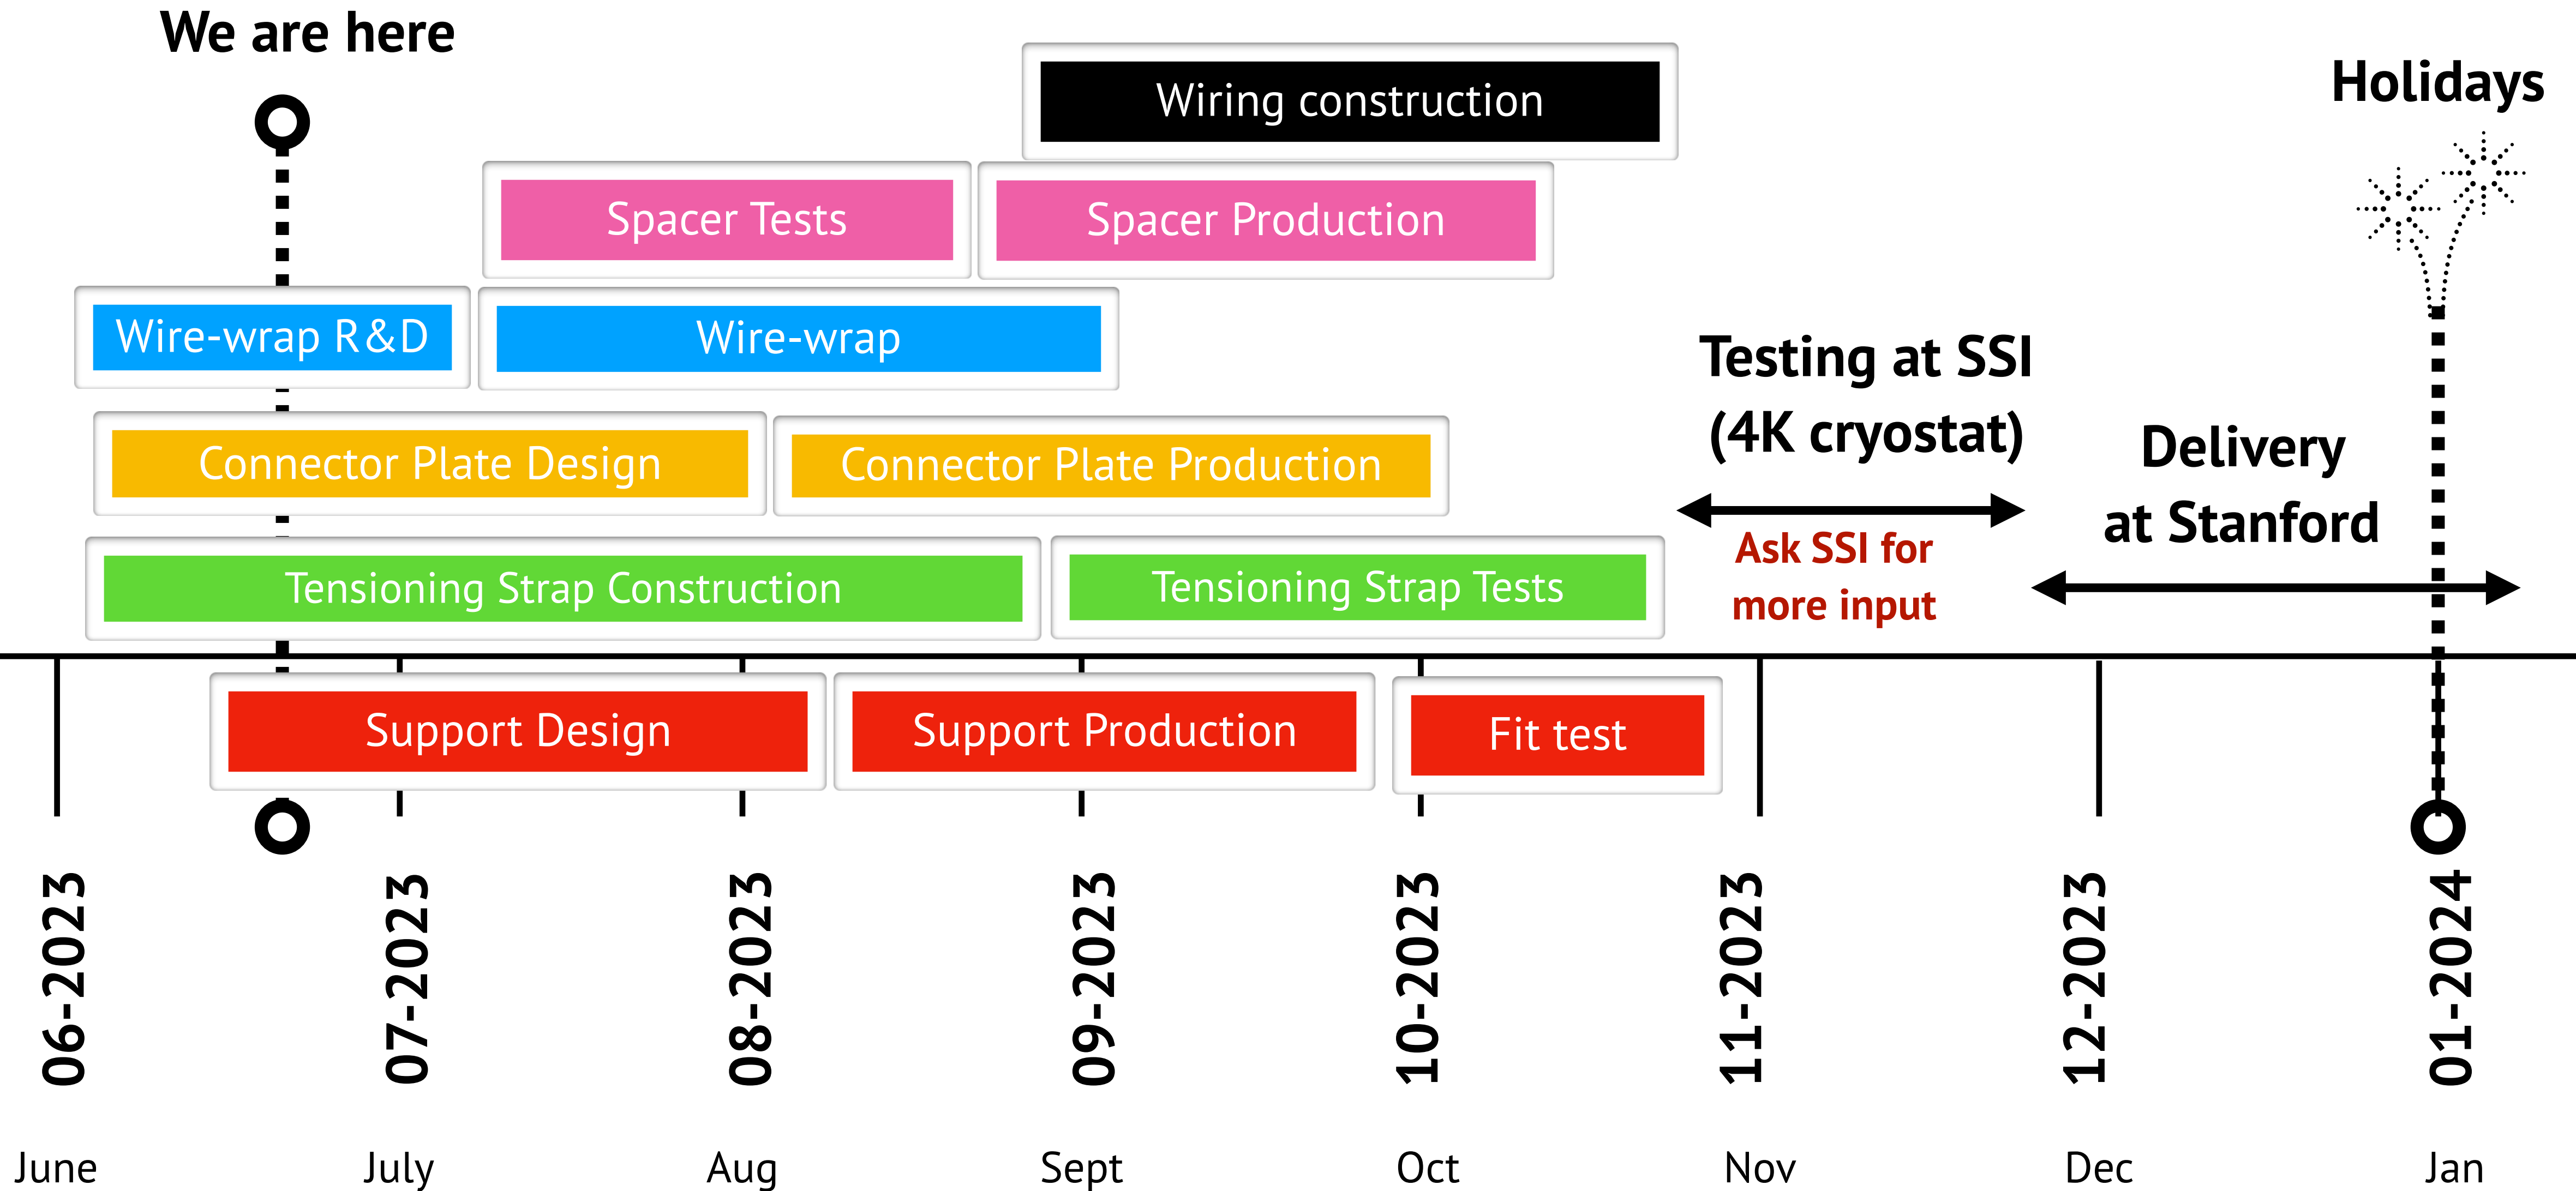 We are here
Wiring construction
Holidays
Spacer Tests
Spacer Production
Wire-wrap R&D
Wire-wrap
Testing at SSI
(4K cryostat)
Connector Plate Design
Connector Plate Production
Delivery
at Stanford
Ask SSI for
more input
Tensioning Strap Construction
Tensioning Strap Tests
Support Design
Support Production
Fit test
06-2023
07-2023
08-2023
09-2023
10-2023
11-2023
12-2023
01-2024
June
July
Aug
Sept
Oct
Nov
Dec
Jan